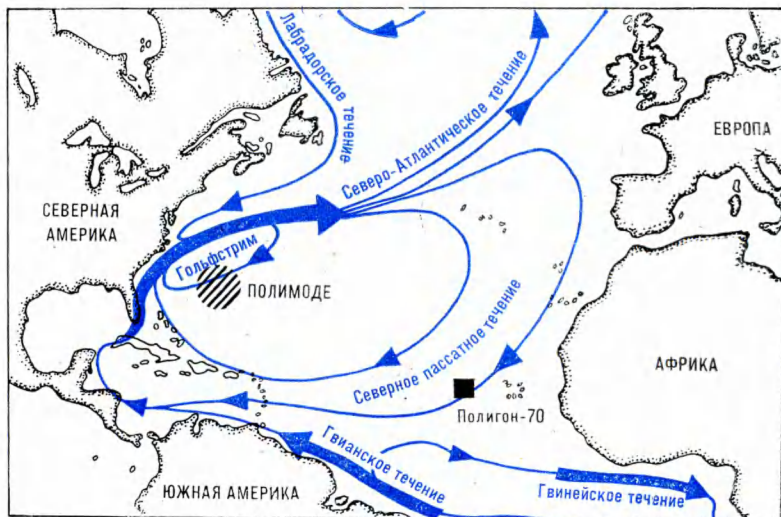 Лабрадорское течение
Северо-Атлантическое течение
ЕВРОПА
СЕВЕРНАЯ
АМЕРИКА
Гольфстрим
ПОЛИМОДЕ
Северное пассатное течение
АФРИКА
Полигон-70
Гвианское течение
ЮЖНАЯ АМЕРИКА
Гвинейское течение